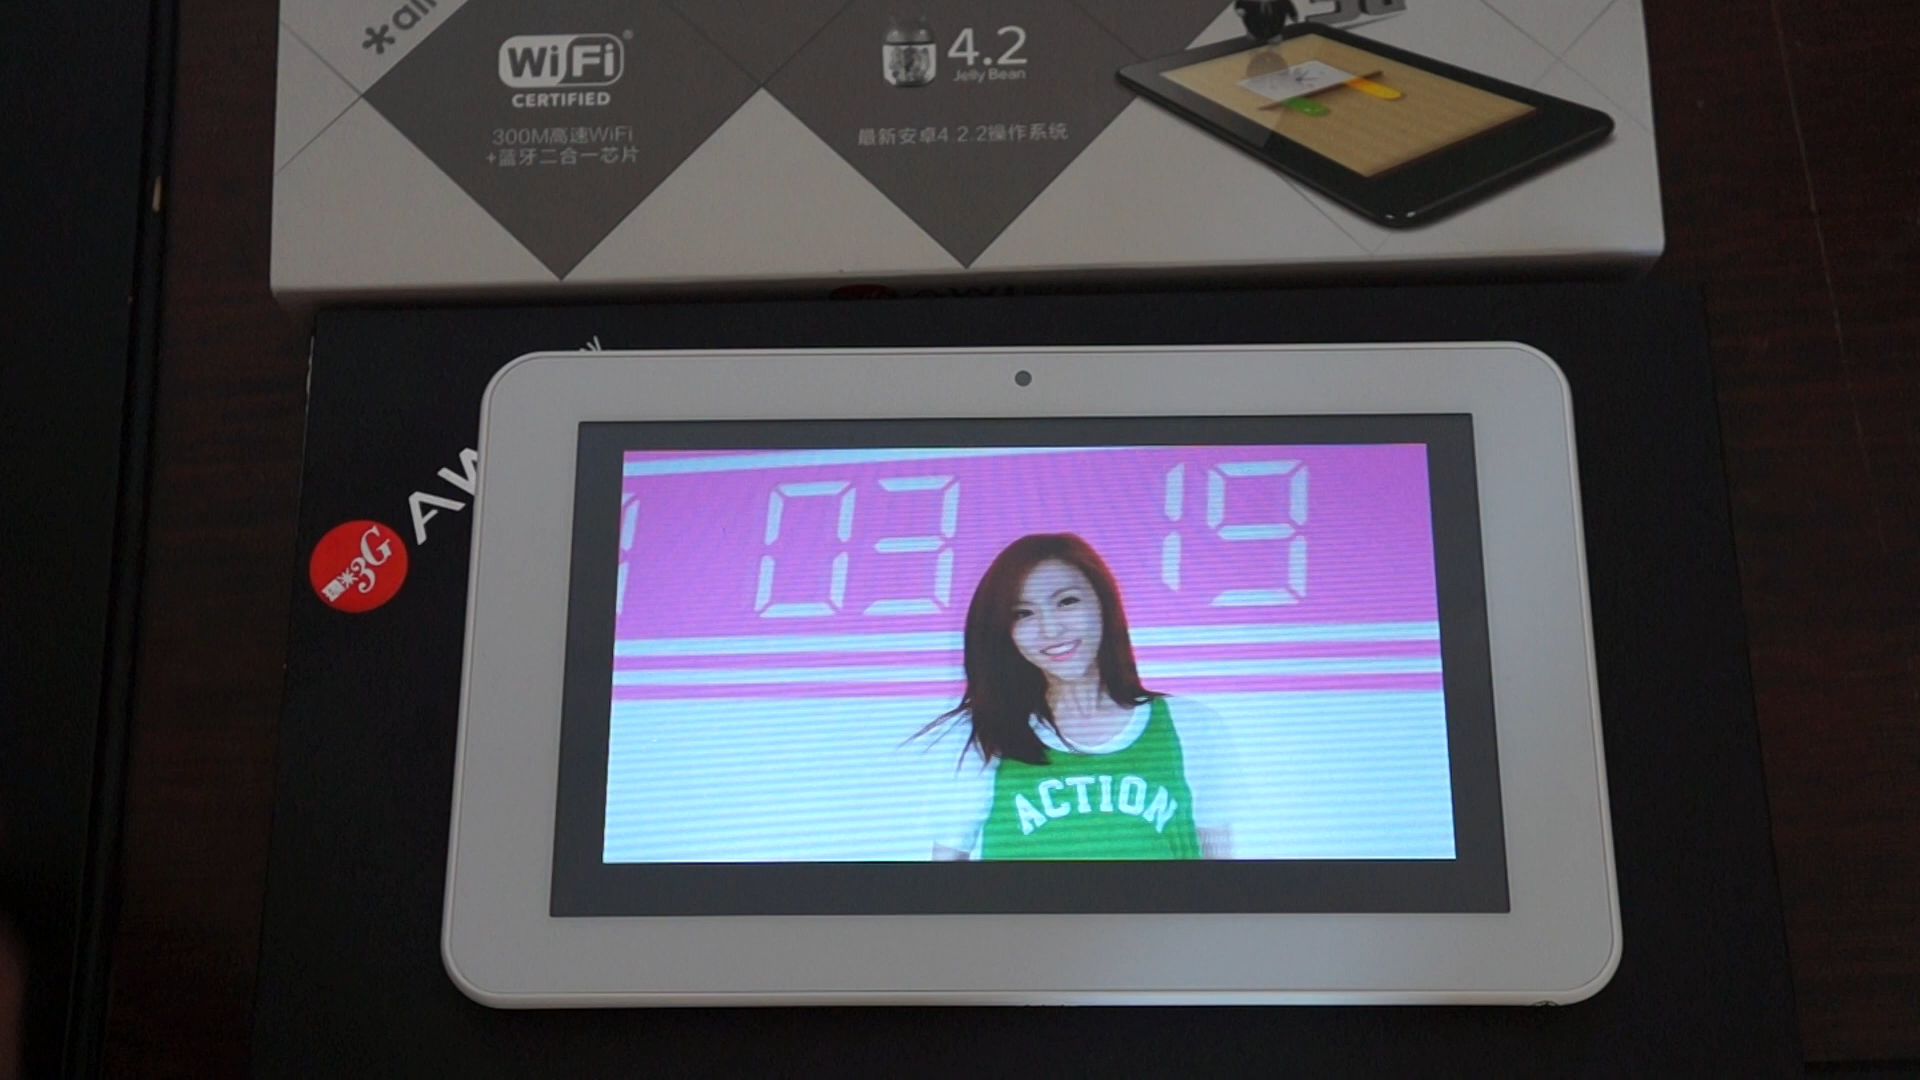 WiFi
CERTIFIED
300M高速WiFi
+蓝牙二合一芯片
4.2
Jelly Bean
最新安卓4.2.2操作系统
3G
03 19
ACTION